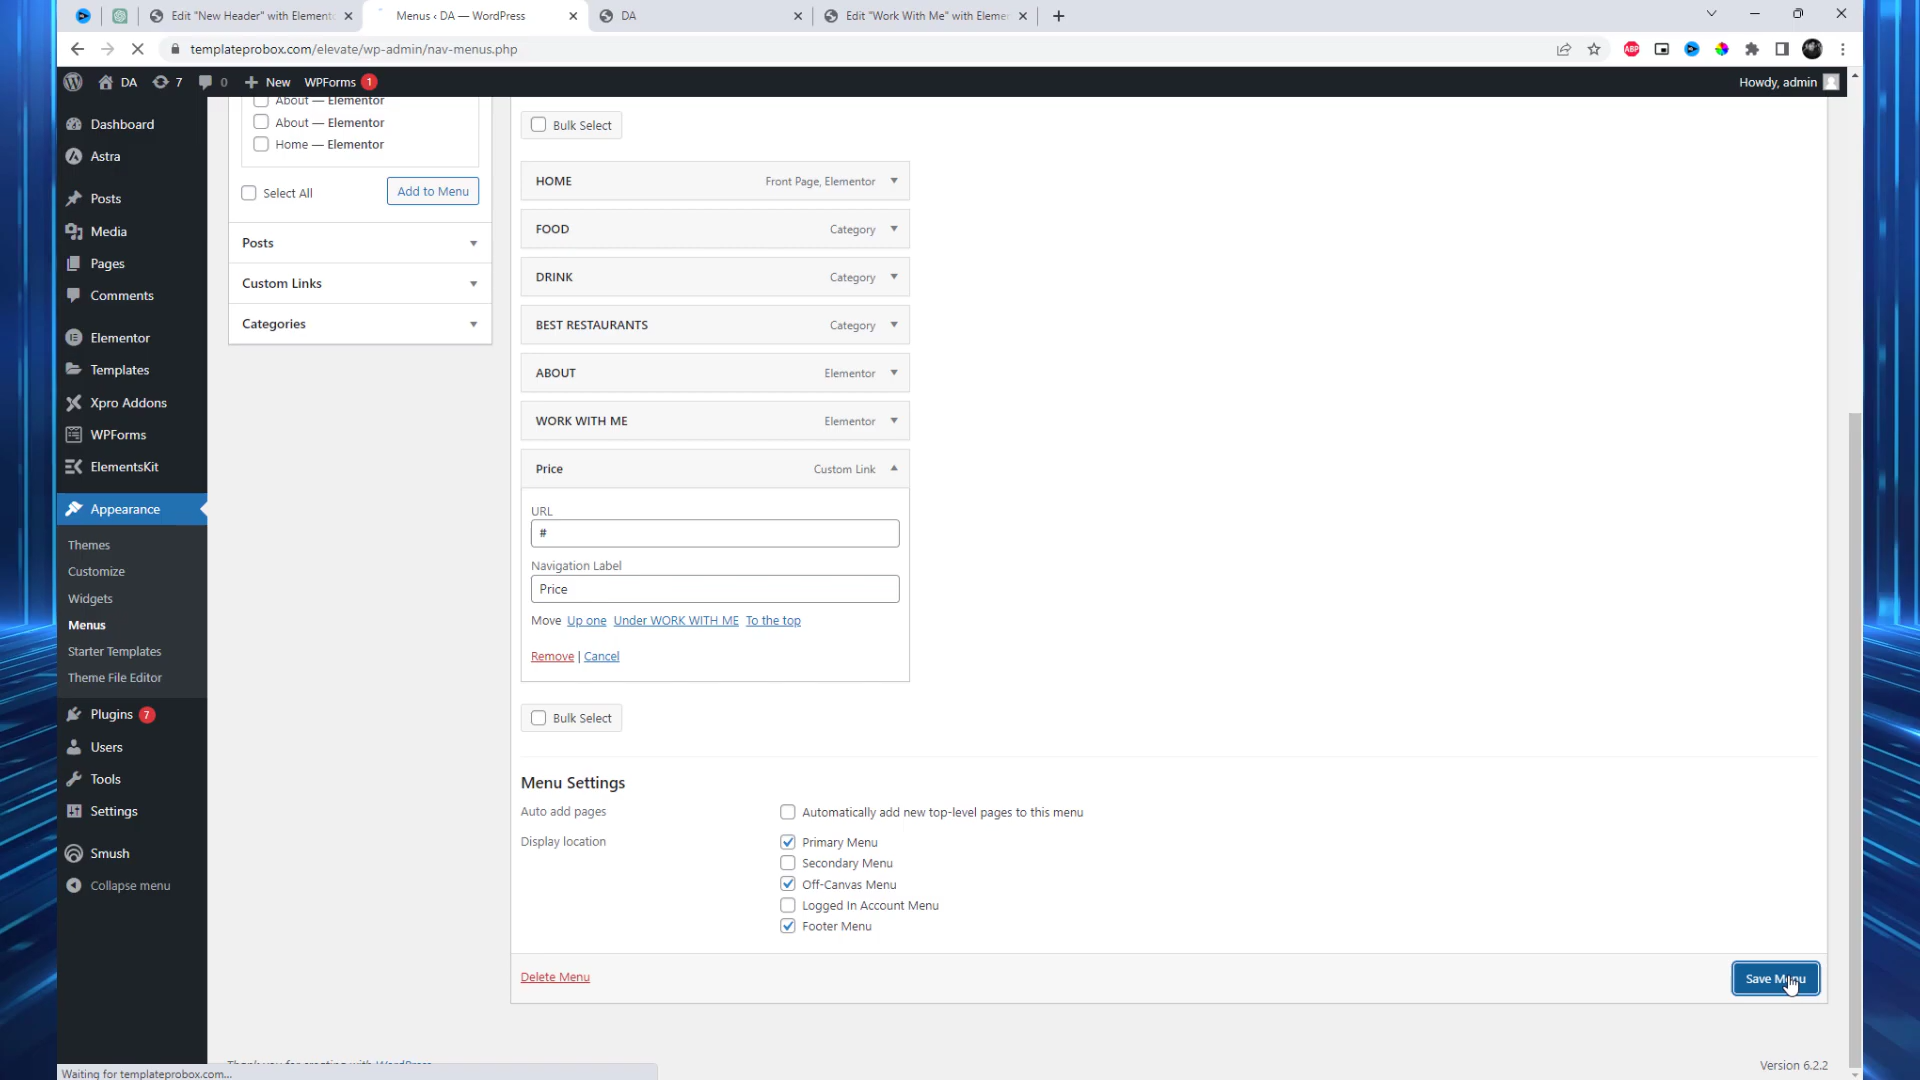 Edit "New Header" with Elementc
Menus ‹ DA — WordPress
DA
Edit "Work With Me" with Elemer
templateprobox.com/elevate/wp-admin/nav-menus.php
ABP
DA
7
0
New
WPForms 1
Howdy, admin
Dashboard
Astra
Posts
Media
Pages
Comments
Elementor
Templates
Xpro Addons
WPForms
ElementsKit
Appearance
Themes
Customize
Widgets
Menus
Starter Templates
Theme File Editor
Plugins 7
Users
Tools
Settings
Smush
Collapse menu
About — Elementor
About — Elementor
Home — Elementor
Select All
Add to Menu
Posts
Custom Links
Categories
Bulk Select
HOME Front Page, Elementor
FOOD Category
DRINK Category
BEST RESTAURANTS Category
ABOUT Elementor
WORK WITH ME Elementor
Price Custom Link
URL
#
Navigation Label
Price
Move Up one Under WORK WITH ME To the top
Remove | Cancel
Bulk Select
Menu Settings
Auto add pages
Automatically add new top-level pages to this menu
Display location
Primary Menu
Secondary Menu
Off-Canvas Menu
Logged In Account Menu
Footer Menu
Delete Menu
Save Menu
Thank you for creating with WordPress
Version 6.2.2
Waiting for templateprobox.com...